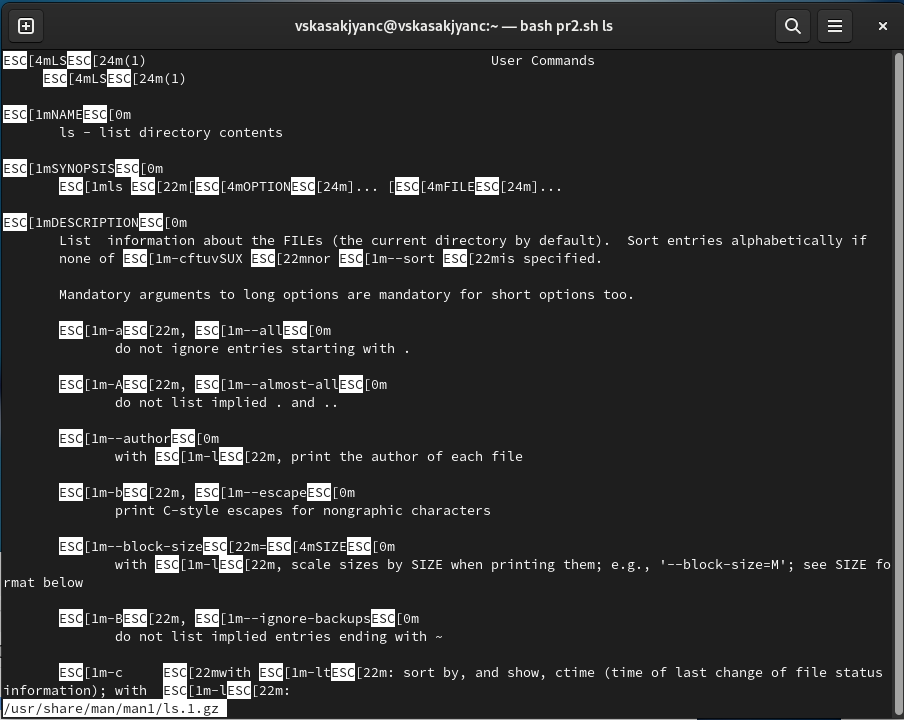 vskasakjyanc@vskasakjyanc:~ — bash pr2.sh ls
ESC[4mLSESC[24m(1) User Commands
ESC[4mLSESC[24m(1)
ESC[1mNAMEESC[0m
ls - list directory contents
ESC[1mSYNOPSISESC[0m
ESC[1mls ESC[22m[ESC[4mOPTIONESC[24m]... [ESC[4mFILEESC[24m]...
ESC[1mDESCRIPTIONESC[0m
List  information about the FILEs (the current directory by default).  Sort entries alphabetically if
none of ESC[1m-cftuvSUX ESC[22mnor ESC[1m--sort ESC[22mis specified.
Mandatory arguments to long options are mandatory for short options too.
ESC[1m-aESC[22m, ESC[1m--allESC[0m
do not ignore entries starting with .
ESC[1m-AESC[22m, ESC[1m--almost-allESC[0m
do not list implied . and ..
ESC[1m--authorESC[0m
with ESC[1m-lESC[22m, print the author of each file
ESC[1m-bESC[22m, ESC[1m--escapeESC[0m
print C-style escapes for nongraphic characters
ESC[1m--block-sizeESC[22m=ESC[4mSIZEESC[0m
with ESC[1m-lESC[22m, scale sizes by SIZE when printing them; e.g., '--block-size=M'; see SIZE fo
rmat below
ESC[1m-BESC[22m, ESC[1m--ignore-backupsESC[0m
do not list implied entries ending with ~
ESC[1m-c     ESC[22mwith ESC[1m-ltESC[22m: sort by, and show, ctime (time of last change of file status
information); with  ESC[1m-lESC[22m:
/usr/share/man/man1/ls.1.gz